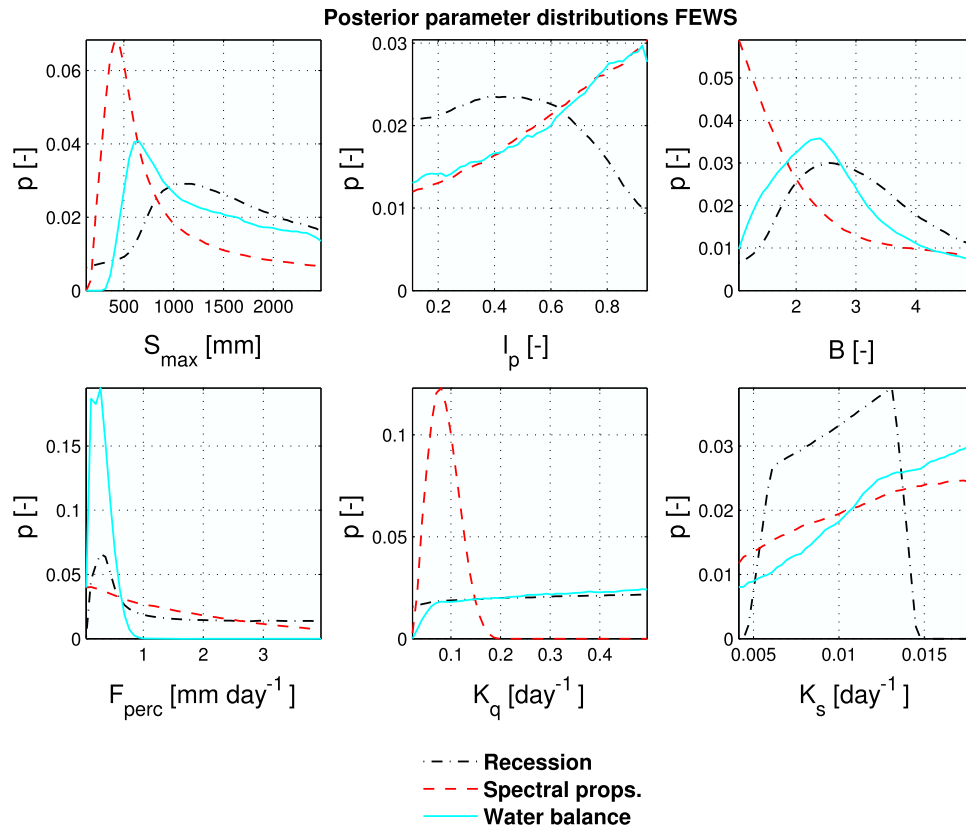 Posterior parameter distributions FEWS
0.06
0.04
0.02
0
p [-]
500 1000 1500 2000
S_max [mm]
0.03
0.02
0.01
0
p [-]
0.2 0.4 0.6 0.8
l_p [-]
0.05
0.04
0.03
0.02
0.01
0
p [-]
2 3 4
B [-]
0.15
0.1
0.05
0
p [-]
1 2 3
F_perc [mm day^-1 ]
0.1
0.05
0
p [-]
0.1 0.2 0.3 0.4
K_q [day^-1 ]
0.03
0.02
0.01
0
p [-]
0.005 0.01 0.015
K_s [day^-1 ]
Recession
Spectral props.
Water balance